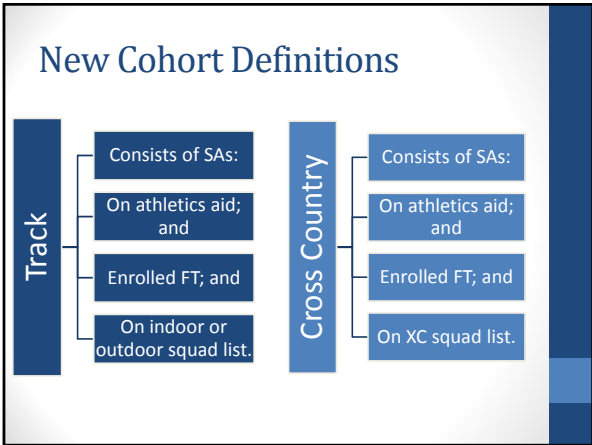 New Cohort Definitions
Track
Consists of SAs:
On athletics aid;
and
Enrolled FT; and
On indoor or
outdoor squad list.
Cross Country
Consists of SAs:
On athletics aid;
and
Enrolled FT; and
On XC squad list.